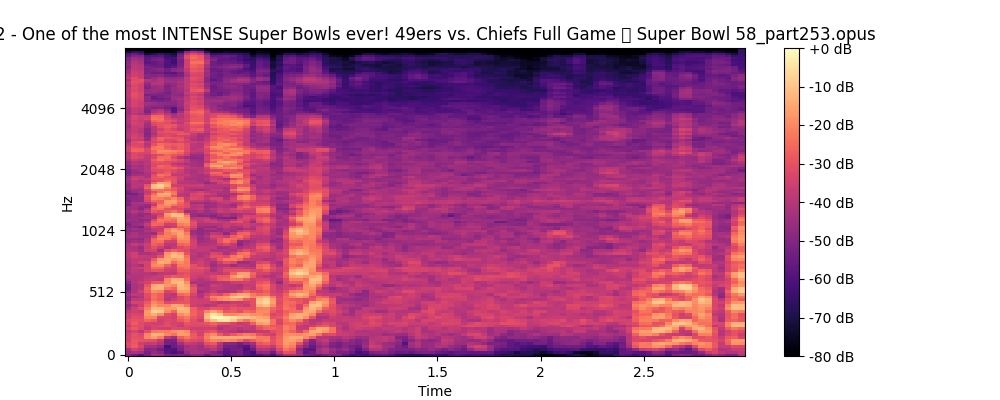 2 - One of the most INTENSE Super Bowls ever! 49ers vs. Chiefs Full Game Super Bowl 58_part253.opus
+0 dB
-10 dB
-20 dB
-30 dB
-40 dB
-50 dB
-60 dB
-70 dB
-80 dB
4096
2048
1024
512
0
Hz
0
0.5
1
1.5
2
2.5
Time